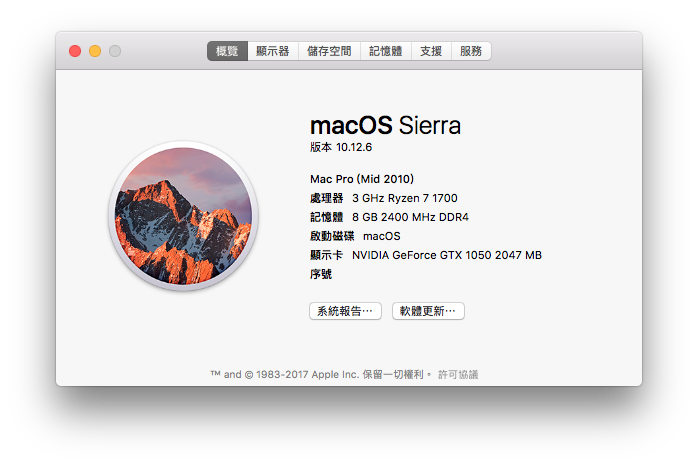 概覽 顯示器 儲存空間 記憶體 支援 服務
macOS Sierra
版本 10.12.6
Mac Pro (Mid 2010)
處理器 3 GHz Ryzen 7 1700
記憶體 8 GB 2400 MHz DDR4
啟動磁碟 macOS
顯示卡 NVIDIA GeForce GTX 1050 2047 MB
序號
系統報告⋯ 軟體更新⋯
™ and © 1983-2017 Apple Inc. 保留一切權利。 許可協議